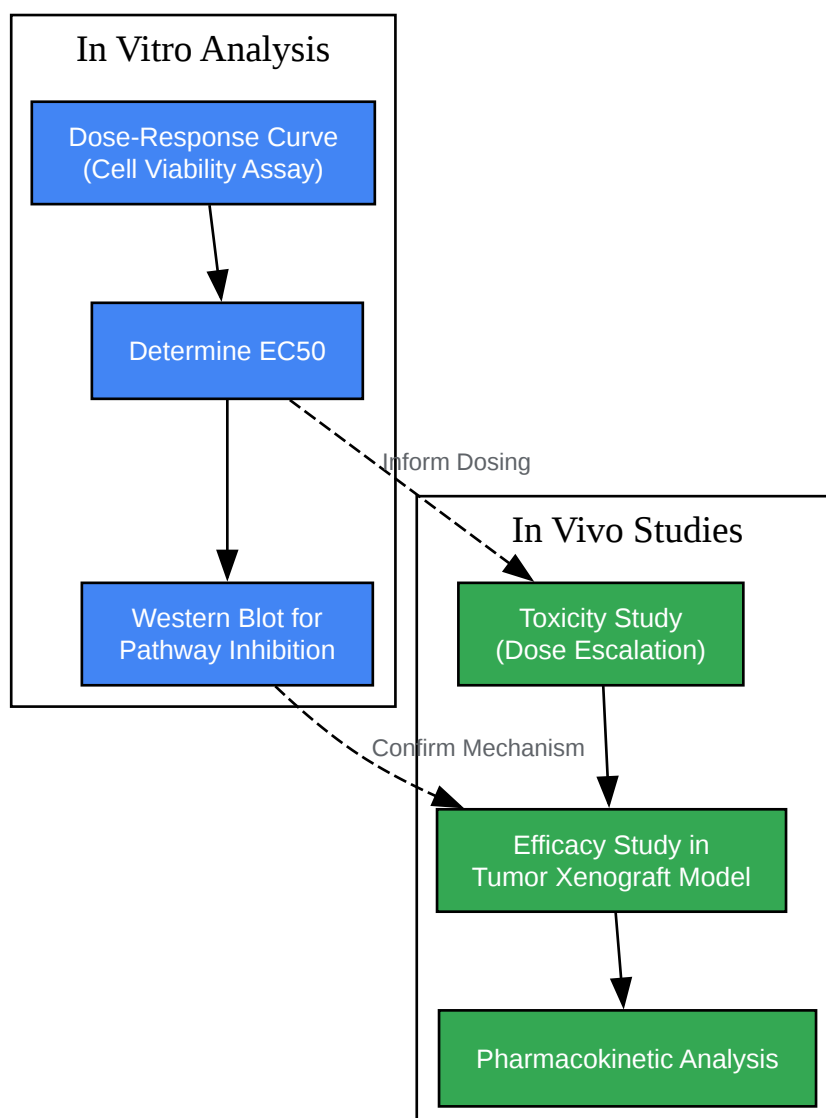 In Vitro Analysis
Dose-Response Curve
(Cell Viability Assay)
Determine EC50
Inform Dosing
Western Blot for
Pathway Inhibition
Confirm Mechanism
In Vivo Studies
Toxicity Study
(Dose Escalation)
Efficacy Study in
Tumor Xenograft Model
Pharmacokinetic Analysis